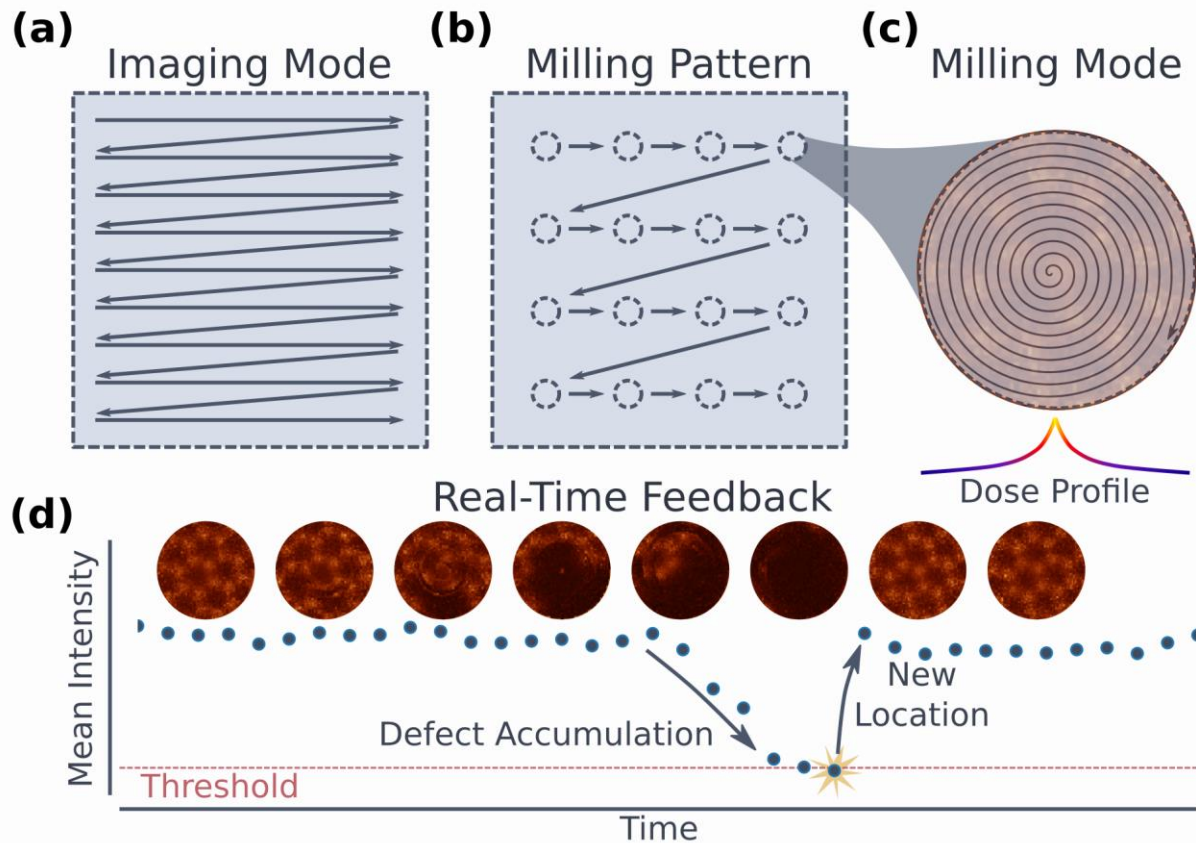 (a)
Imaging Mode
(b)
Milling Pattern
(c)
Milling Mode
Dose Profile
(d)
Real-Time Feedback
Mean Intensity
Defect Accumulation
New
Location
Threshold
Time